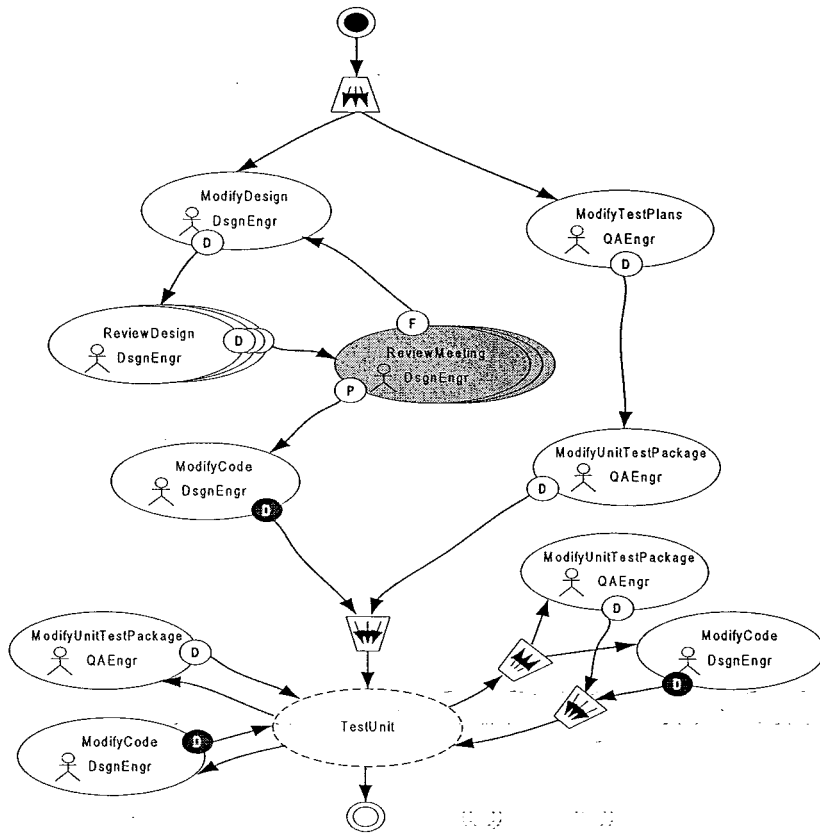 ModifyDesign
DsgnEngr
D
ModifyTestPlans
QAEngr
D
F
ReviewDesign
DsgnEngr
D
ReviewMeeting
DsgnEngr
P
ModifyCode
DsgnEngr
D
ModifyUnitTestPackage
QAEngr
D
ModifyUnitTestPackage
QAEngr
D
ModifyUnitTestPackage
QAEngr
D
ModifyCode
DsgnEngr
D
TestUnit
ModifyCode
DsgnEngr
D